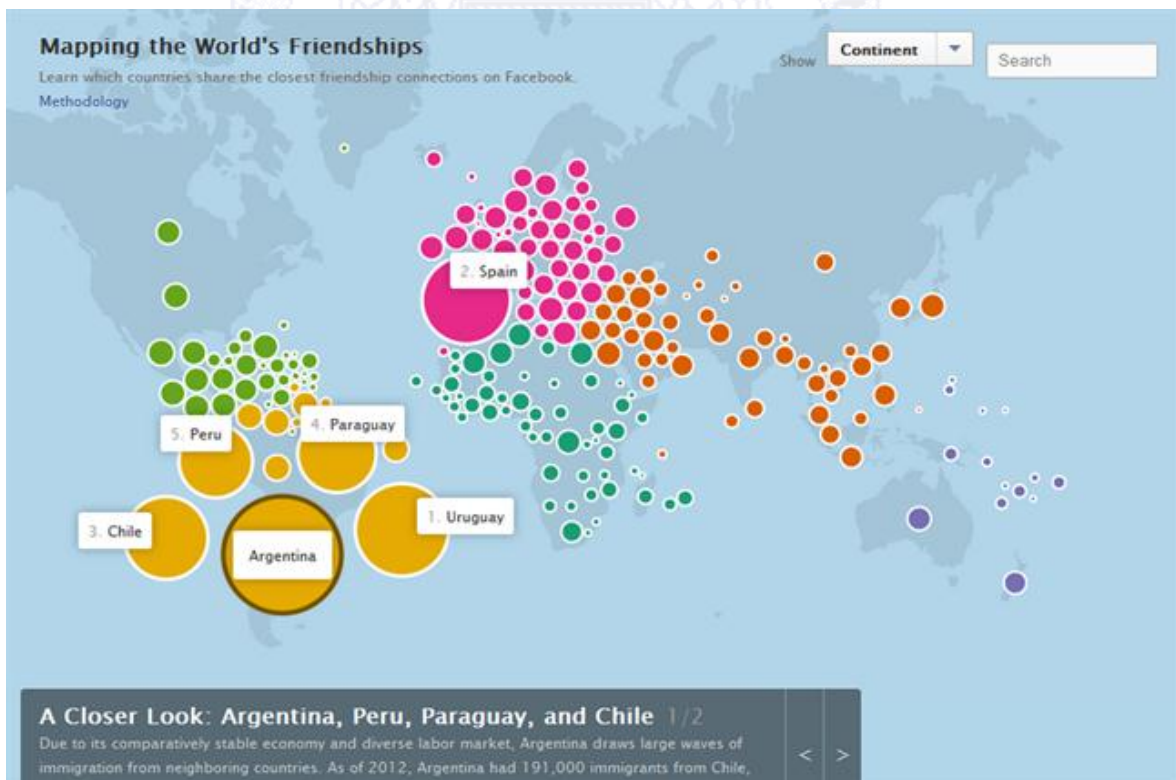 Mapping the World's Friendships
Learn which countries share the closest friendship connections on Facebook.
Methodology
Show
Continent
Search
2. Spain
4. Paraguay
5. Peru
1. Uruguay
3. Chile
Argentina
A Closer Look: Argentina, Peru, Paraguay, and Chile 1/2
Due to its comparatively stable economy and diverse labor market, Argentina draws large waves of
immigration from neighboring countries. As of 2012, Argentina had 191,000 immigrants from Chile,
< >